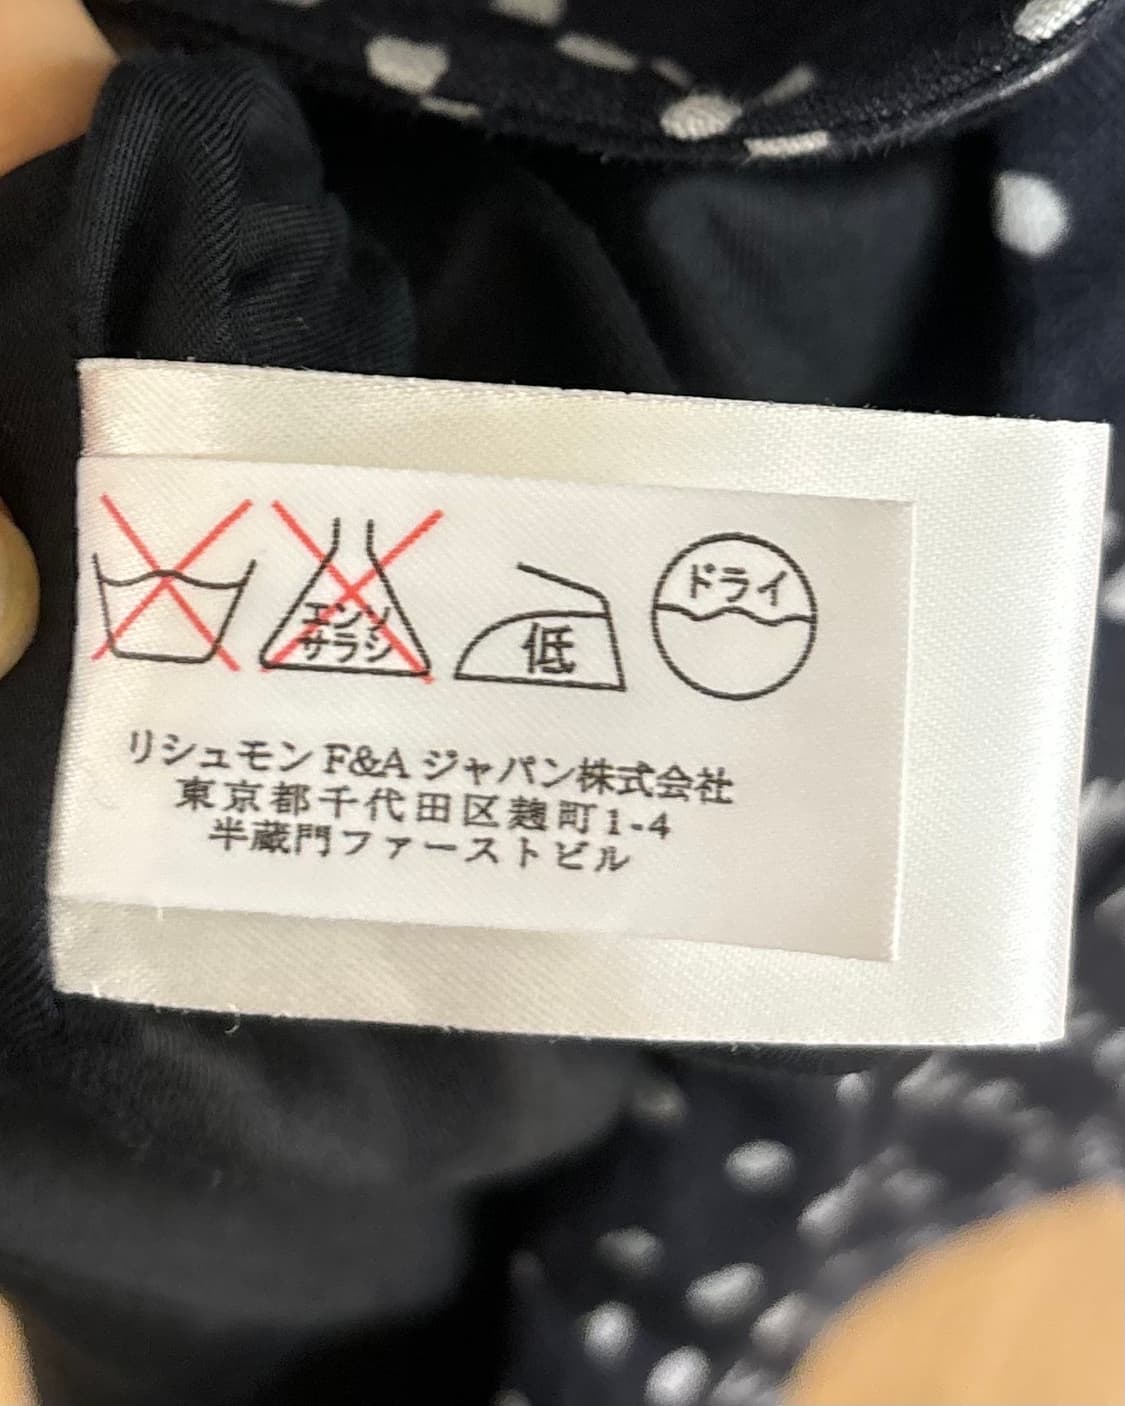 エンソ
サラシ
低
ドライ
リシュモン F&A ジャパン株式会社
東京都千代田区麹町1-4
半蔵門ファーストビル